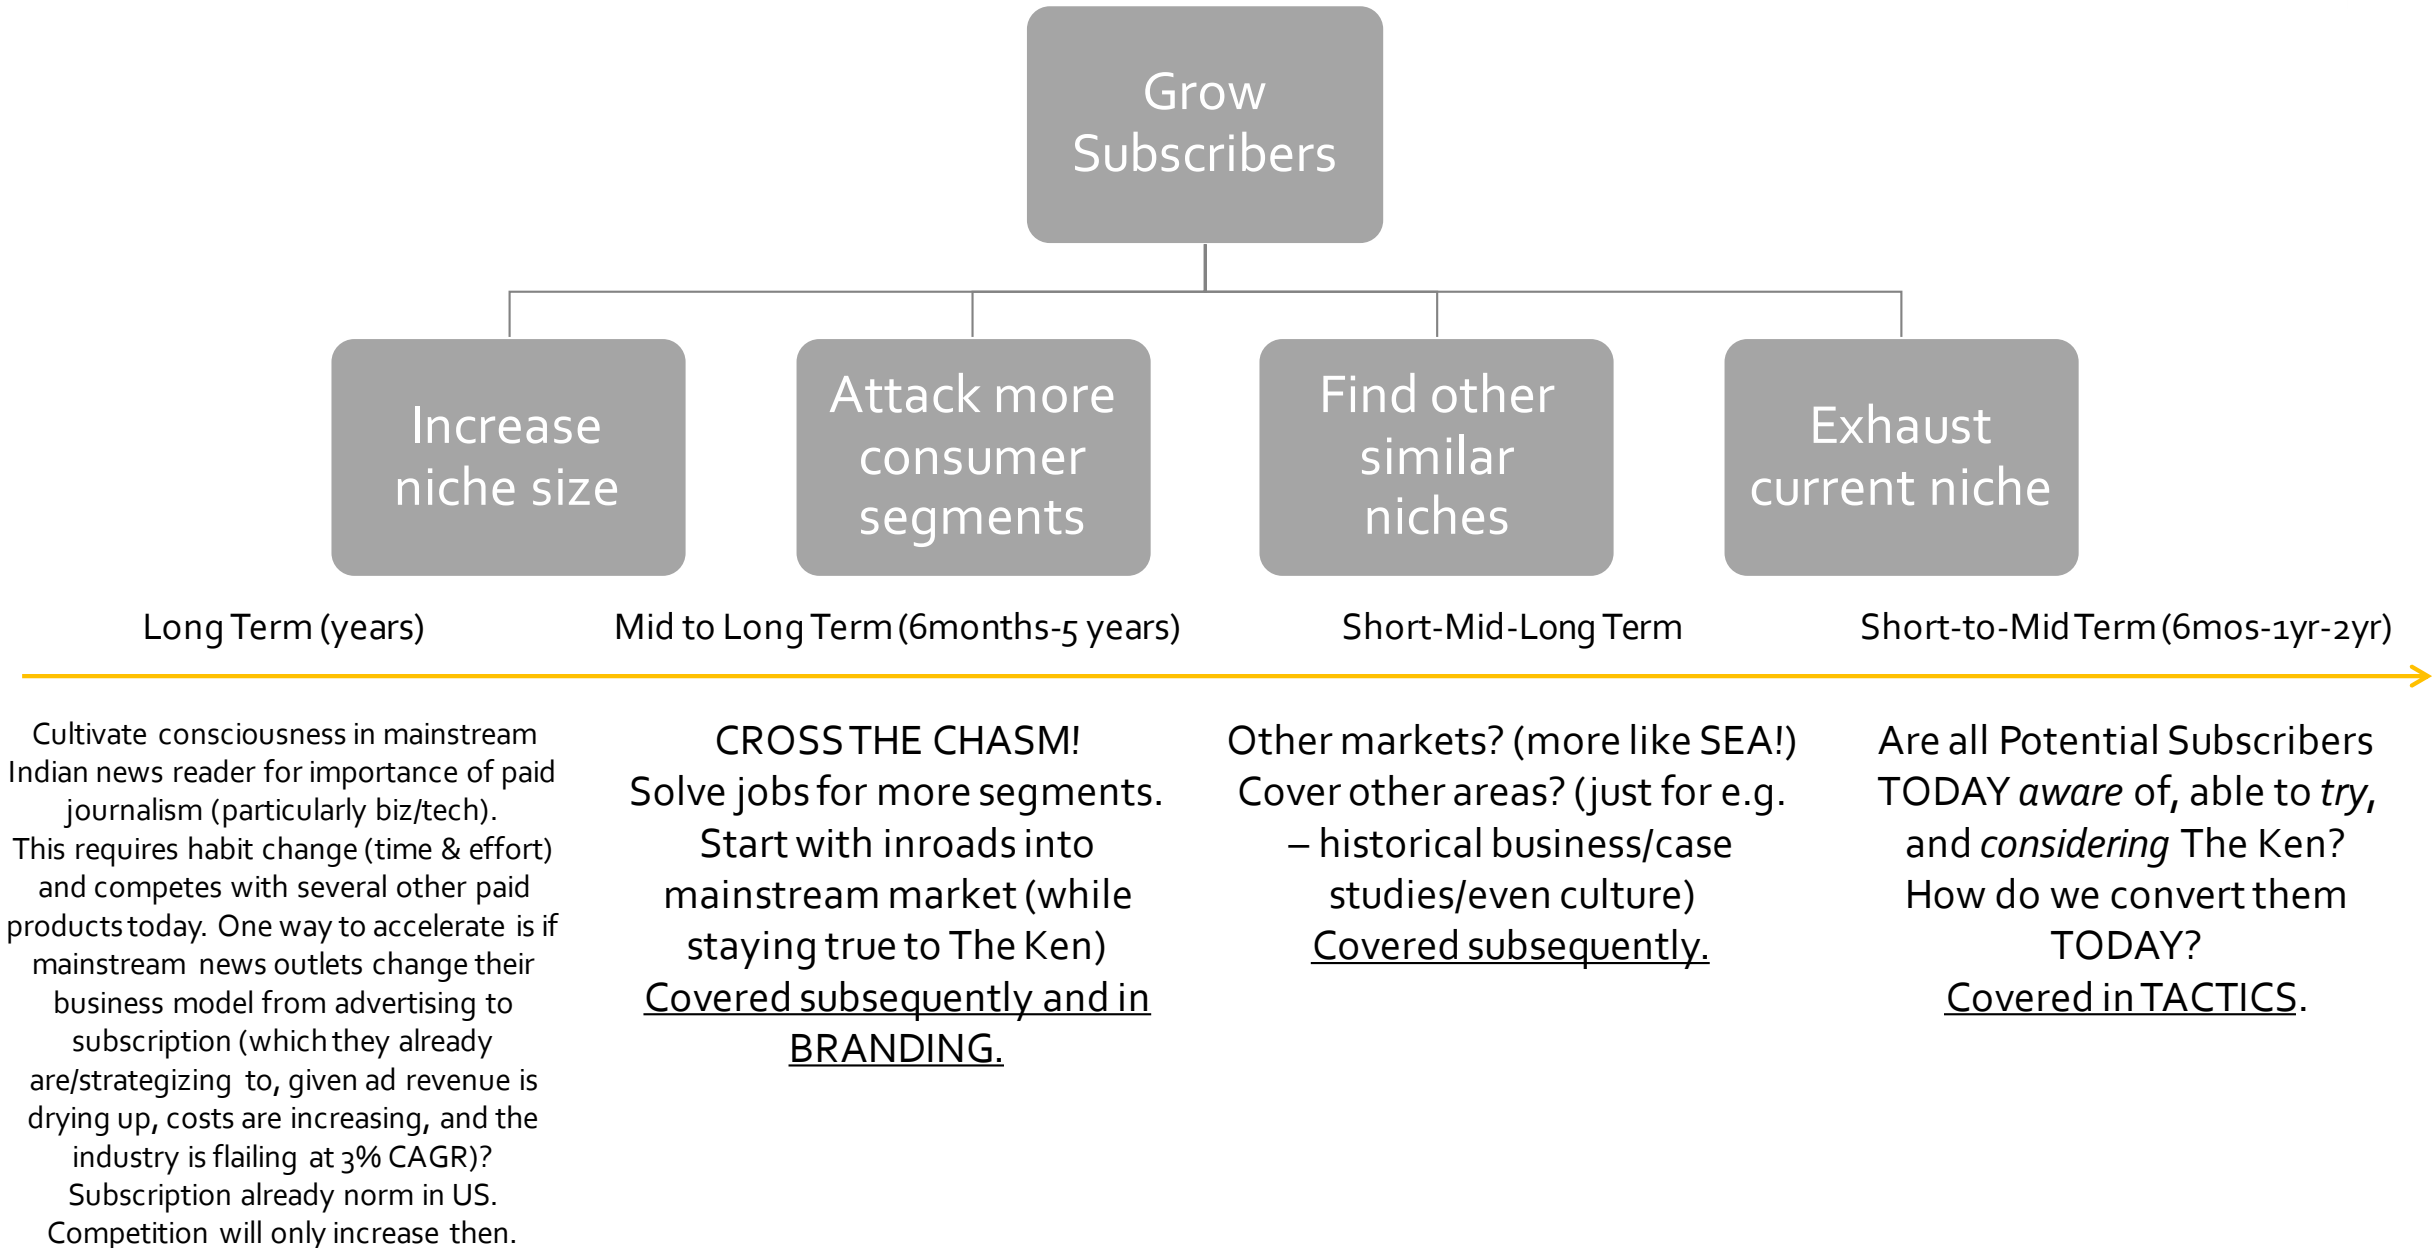 Grow
Subscribers
Increase
niche size
Attack more
consumer
segments
Find other
similar
niches
Exhaust
current niche
Long Term (years)
Mid to Long Term (6months-5 years)
Short-Mid-Long Term
Short-to-Mid Term (6mos-1yr-2yr)
Cultivate consciousness in mainstream
Indian news reader for importance of paid
journalism (particularly biz/tech).
This requires habit change (time & effort)
and competes with several other paid
products today. One way to accelerate is if
mainstream news outlets change their
business model from advertising to
subscription (which they already
are/strategizing to, given ad revenue is
drying up, costs are increasing, and the
industry is flailing at 3% CAGR)?
Subscription already norm in US.
Competition will only increase then.
CROSS THE CHASM!
Solve jobs for more segments.
Start with inroads into
mainstream market (while
staying true to The Ken)
Covered subsequently and in
BRANDING.
Other markets? (more like SEA!)
Cover other areas? (just for e.g.
– historical business/case
studies/even culture)
Covered subsequently.
Are all Potential Subscribers
TODAY aware of, able to try,
and considering The Ken?
How do we convert them
TODAY?
Covered in TACTICS.